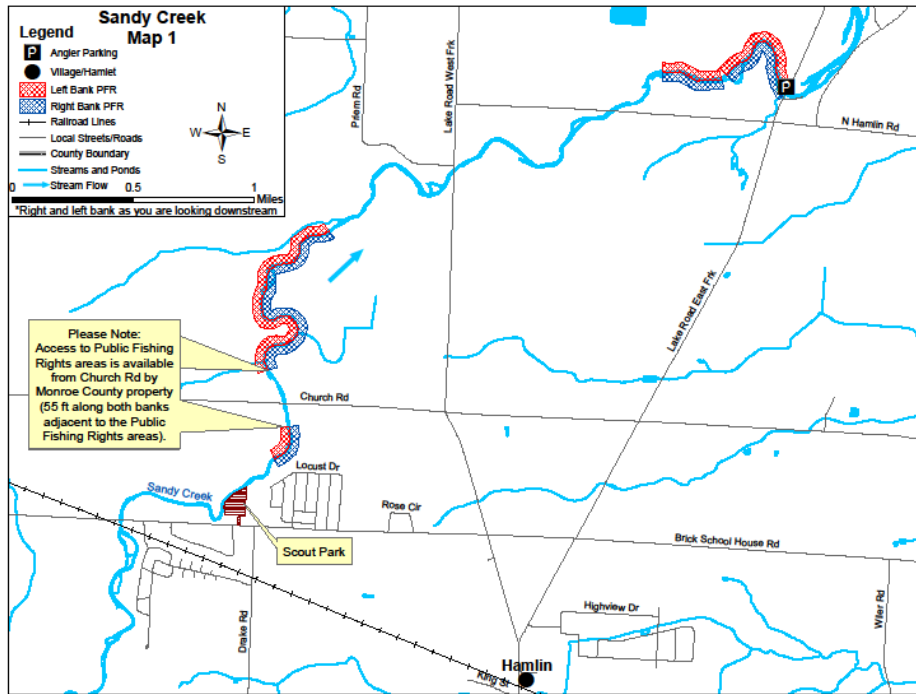 Sandy Creek
Map 1
Legend
P Angler Parking
Village/Hamlet
Left Bank PFR
Right Bank PFR
Railroad Lines
Local Streets/Roads
County Boundary
Streams and Ponds
Stream Flow
N
W E
S
0 0.5 1
Miles
*Right and left bank as you are looking downstream
Priem Rd
Lake Road West Frk
P
N Hamlin Rd
Lake Road East Frk
Please Note:
Access to Public Fishing
Rights areas is available
from Church Rd by
Monroe County property
(55 ft along both banks
adjacent to the Public
Fishing Rights areas).
Church Rd
Locust Dr
Sandy Creek
Rose Cir
Scout Park
Brick School House Rd
Drake Rd
Highview Dr
Wiler Rd
Hamlin
King St